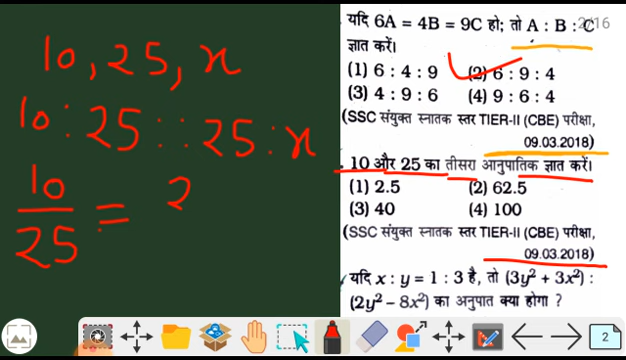 10, 25, x
10 : 25 :: 25 : x
10
25
=
2
2/16
यदि 6A = 4B = 9C हो; तो A : B : C
ज्ञात करें।
(1) 6 : 4 : 9 (2) 6 : 9 : 4
(3) 4 : 9 : 6 (4) 9 : 6 : 4
(SSC संयुक्त स्नातक स्तर TIER-II (CBE) परीक्षा,
09.03.2018)
10 और 25 का तीसरा आनुपातिक ज्ञात करें।
(1) 2.5 (2) 62.5
(3) 40 (4) 100
(SSC संयुक्त स्नातक स्तर TIER-II (CBE) परीक्षा,
09.03.2018)
यदि x : y = 1 : 3 है, तो (3y² + 3x²) :
(2y² – 8x²) का अनुपात क्या होगा ?
2